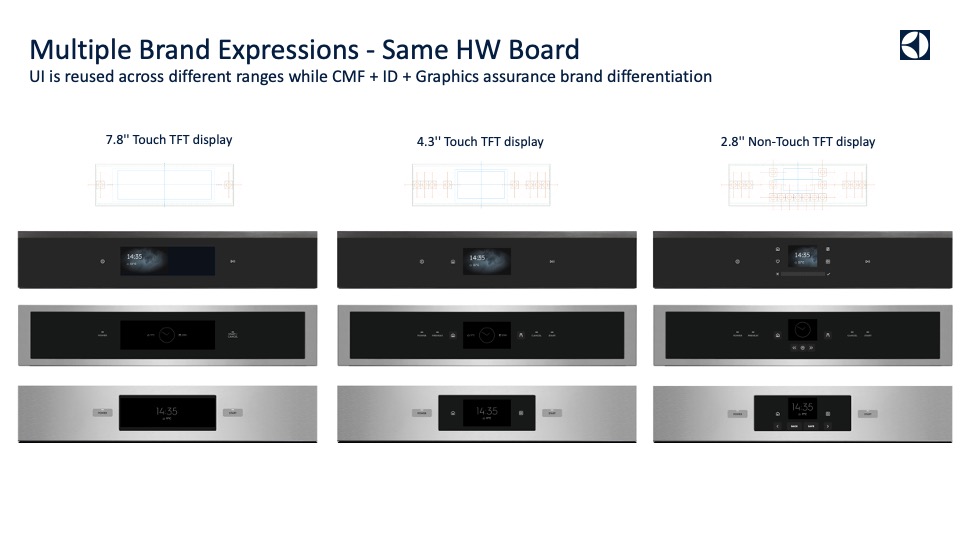 Multiple Brand Expressions - Same HW Board
UI is reused across different ranges while CMF + ID + Graphics assurance brand differentiation
7.8'' Touch TFT display
4.3'' Touch TFT display
2.8'' Non-Touch TFT display
14:35
14:35
14:35
14:35
14:35
14:35